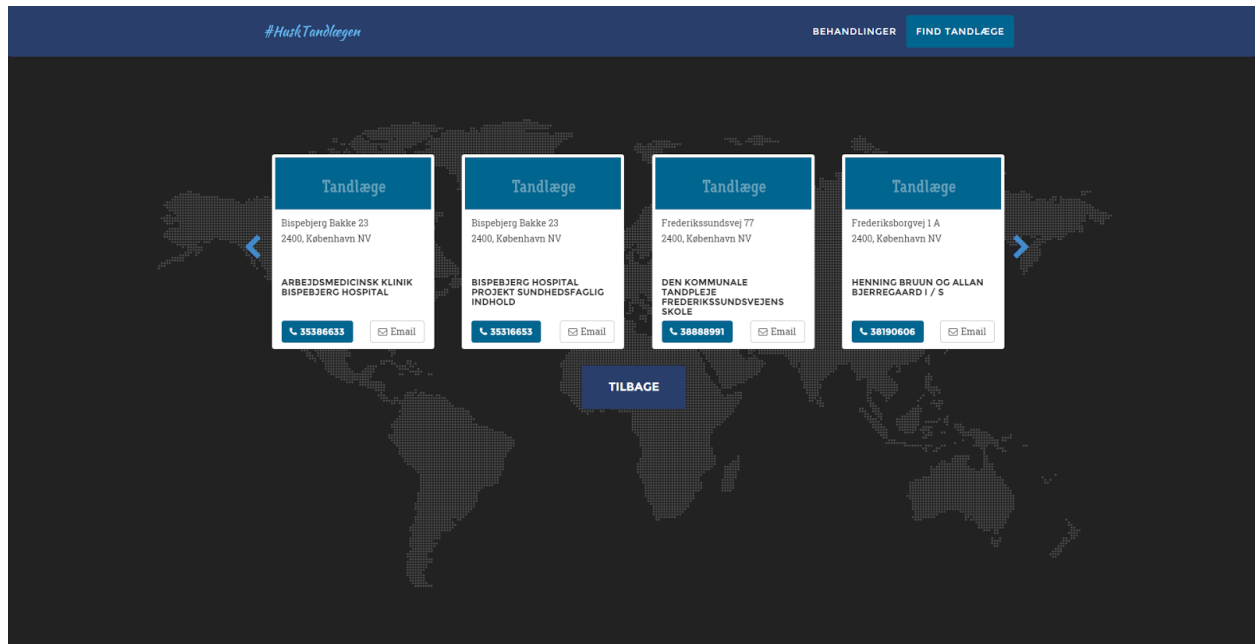 #HuskTandlægen
BEHANDLINGER
FIND TANDLÆGE
Tandlæge
Bispebjerg Bakke 23
2400, København NV
ARBEJDSMEDICINSK KLINIK
BISPEBJERG HOSPITAL
35386633
Email
Tandlæge
Bispebjerg Bakke 23
2400, København NV
BISPEBJERG HOSPITAL
PROJEKT SUNDHEDSFAGLIG
INDHOLD
35316653
Email
Tandlæge
Frederikssundsvej 77
2400, København NV
DEN KOMMUNALE
TANDPLEJE
FREDERIKSSUNDSVEJENS
SKOLE
38888991
Email
Tandlæge
Frederiksborgvej 1 A
2400, København NV
HENNING BRUUN OG ALLAN
BJERREGAARD I / S
38190606
Email
TILBAGE